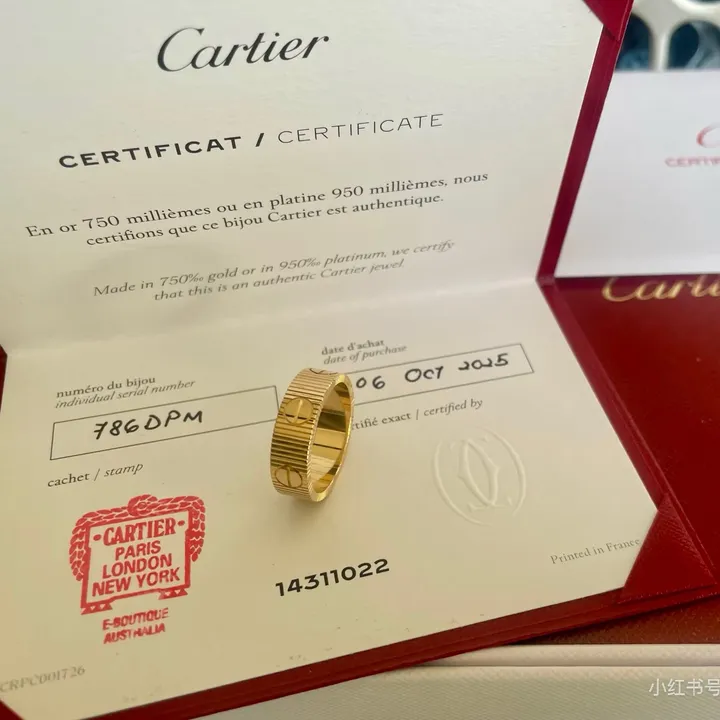 Cartier
CERTIFICAT / CERTIFICATE
En or 750 millièmes ou en platine 950 millièmes, nous
certifions que ce bijou Cartier est authentique.
Made in 750‰ gold or in 950‰ platinum, we certify
that this is an authentic Cartier jewel
numéro du bijou
individual serial number
786DPM
date d'achat
date of purchase
06 OCT 2025
exact / certified by
cachet / stamp
CARTIER
PARIS
LONDON
NEW YORK
E-BOUTIQUE
AUSTRALIA
14311022
Printed in France
CRPC001726
小红书号